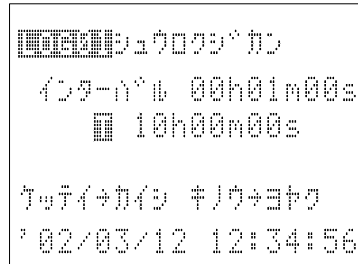 シュウロクジカン
インターバル 00h01m00s
10h00m00s
ケッテイ→カイシ キノウ→ヨヤク
'02/03/12 12:34:56